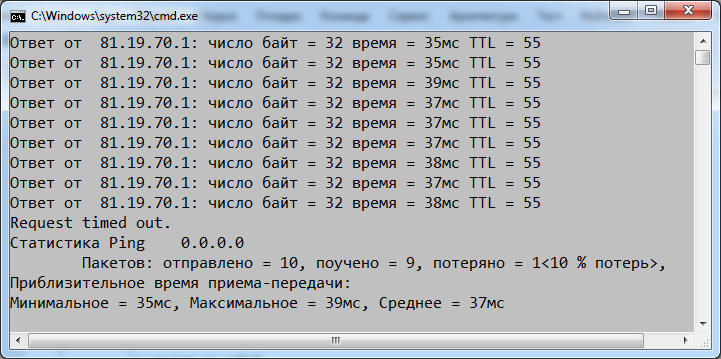 C:\Windows\system32\cmd.exe
Ответ от  81.19.70.1: число байт = 32 время = 35мс TTL = 55
Ответ от  81.19.70.1: число байт = 32 время = 35мс TTL = 55
Ответ от  81.19.70.1: число байт = 32 время = 39мс TTL = 55
Ответ от  81.19.70.1: число байт = 32 время = 37мс TTL = 55
Ответ от  81.19.70.1: число байт = 32 время = 37мс TTL = 55
Ответ от  81.19.70.1: число байт = 32 время = 37мс TTL = 55
Ответ от  81.19.70.1: число байт = 32 время = 38мс TTL = 55
Ответ от  81.19.70.1: число байт = 32 время = 37мс TTL = 55
Ответ от  81.19.70.1: число байт = 32 время = 38мс TTL = 55
Request timed out.
Статистика Ping    0.0.0.0
        Пакетов: отправлено = 10, поучено = 9, потеряно = 1<10 % потерь>,
Приблизительное время приема-передачи:
Минимальное = 35мс, Максимальное = 39мс, Среднее = 37мс